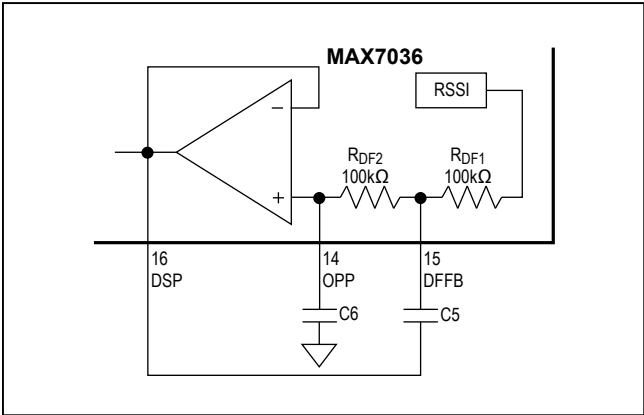 MAX7036
RSSI
RDF2
100kΩ
RDF1
100kΩ
−
+
16
DSP
14
OPP
15
DFFB
C6
C5